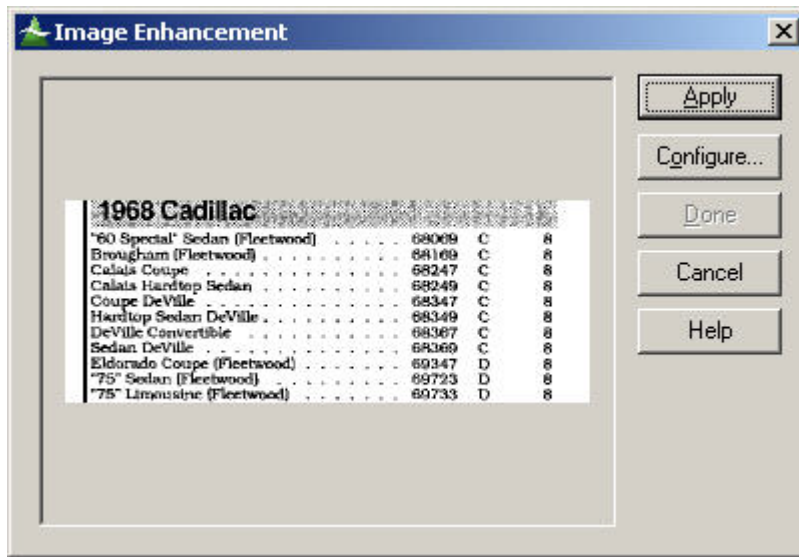 Image Enhancement
Apply
Configure...
Done
Cancel
Help
1968 Cadillac
"60 Special" Sedan (Fleetwood) . . . . . 68069 C 8
Brougham (Fleetwood) . . . . . . . . . 68169 C 8
Calais Coupe . . . . . . . . . . . . . 68247 C 8
Calais Hardtop Sedan . . . . . . . . . 68249 C 8
Coupe DeVille . . . . . . . . . . . . . 68347 C 8
Hardtop Sedan DeVille . . . . . . . . . 68349 C 8
DeVille Convertible . . . . . . . . . . 68367 C 8
Sedan DeVille . . . . . . . . . . . . . 68369 C 8
Eldorado Coupe (Fleetwood) . . . . . . . 69347 D 8
"75" Sedan (Fleetwood) . . . . . . . . . 69723 D 8
"75" Limousine (Fleetwood) . . . . . . . 69733 D 8